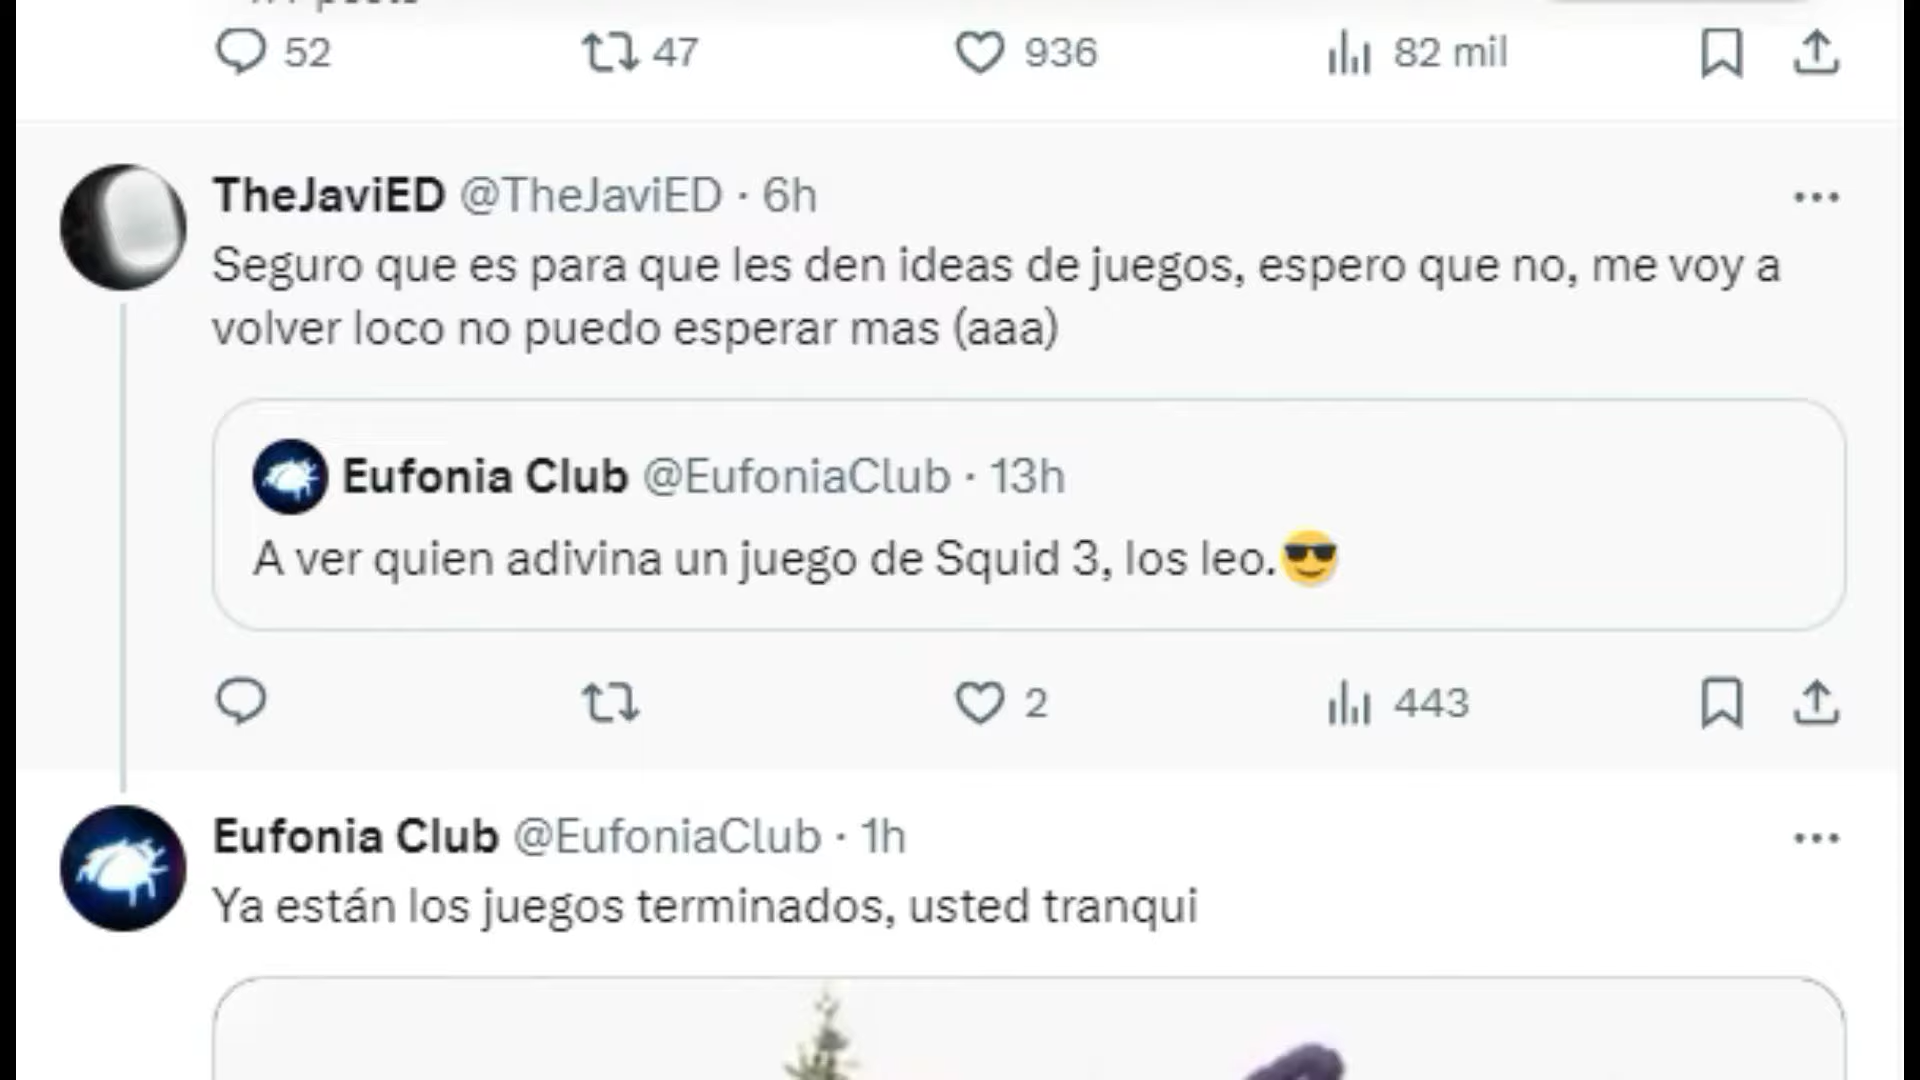 52 47 936 82 mil
TheJaviED @TheJaviED · 6h
Seguro que es para que les den ideas de juegos, espero que no, me voy a
volver loco no puedo esperar mas (aaa)
Eufonia Club @EufoniaClub · 13h
A ver quien adivina un juego de Squid 3, los leo.😎
2 443
Eufonia Club @EufoniaClub · 1h
Ya están los juegos terminados, usted tranqui